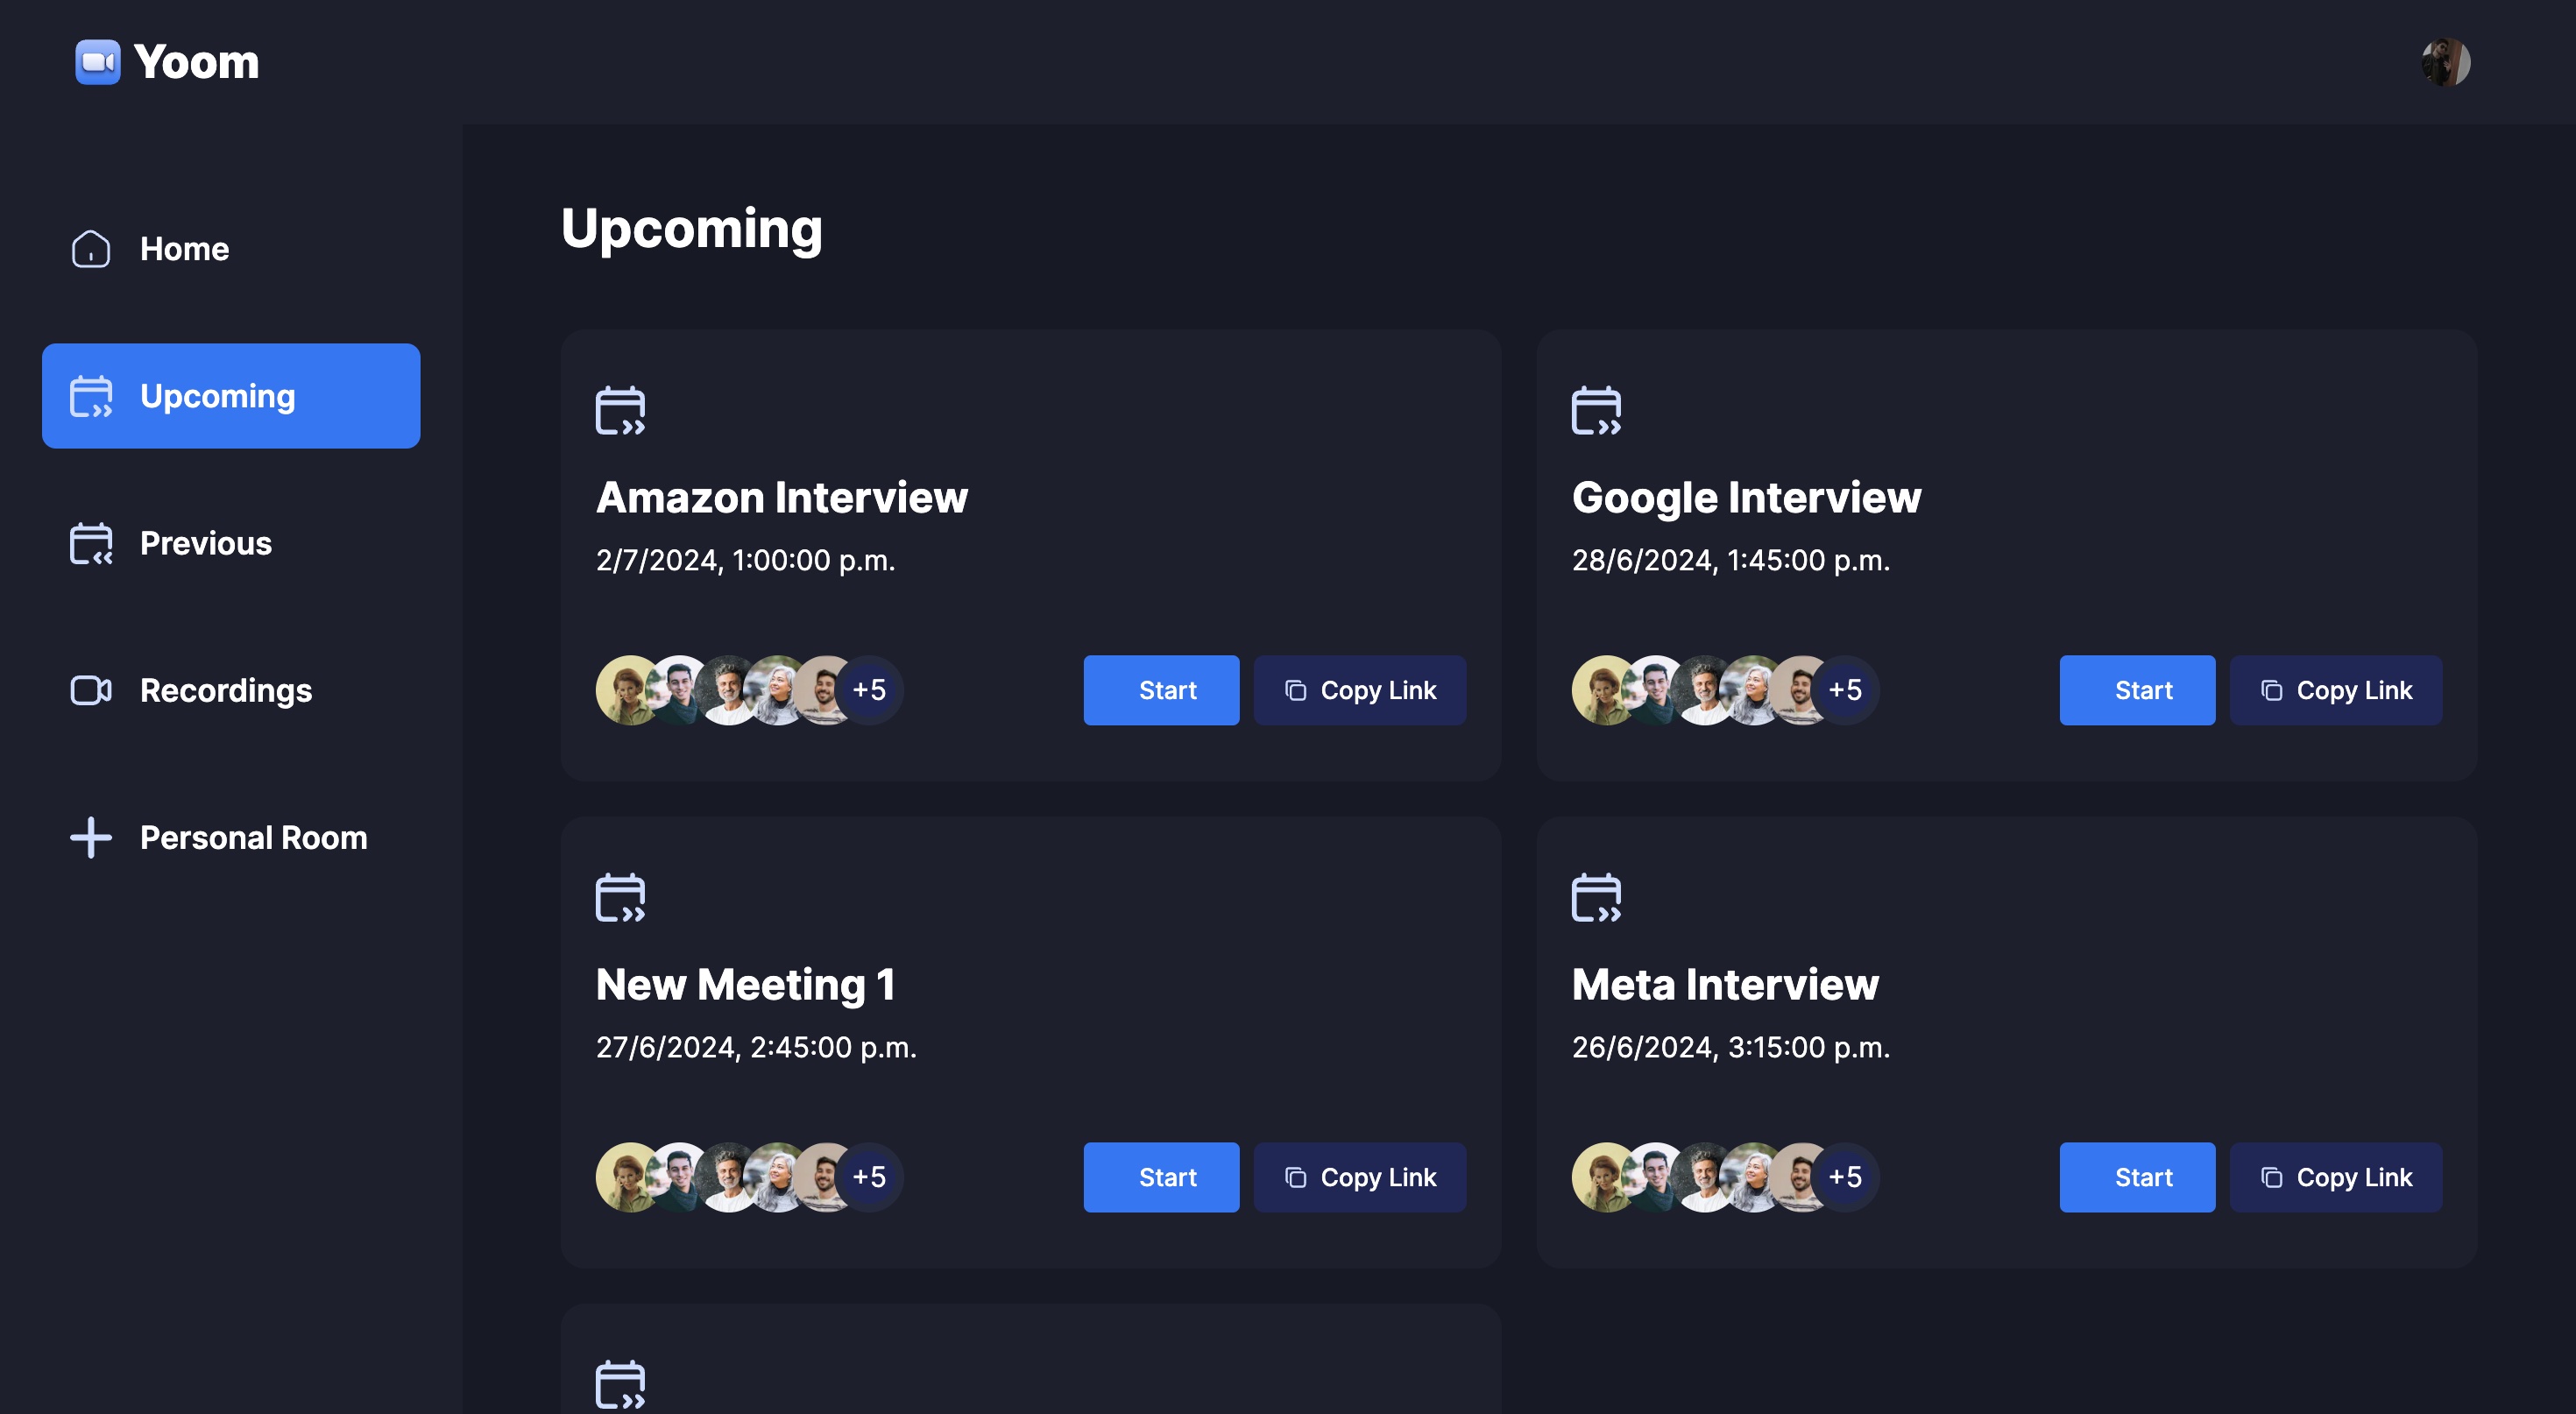 Yoom
Home
Upcoming
Previous
Recordings
Personal Room
Upcoming
Amazon Interview
2/7/2024, 1:00:00 p.m.
+5
Start
Copy Link
Google Interview
28/6/2024, 1:45:00 p.m.
+5
Start
Copy Link
New Meeting 1
27/6/2024, 2:45:00 p.m.
+5
Start
Copy Link
Meta Interview
26/6/2024, 3:15:00 p.m.
+5
Start
Copy Link